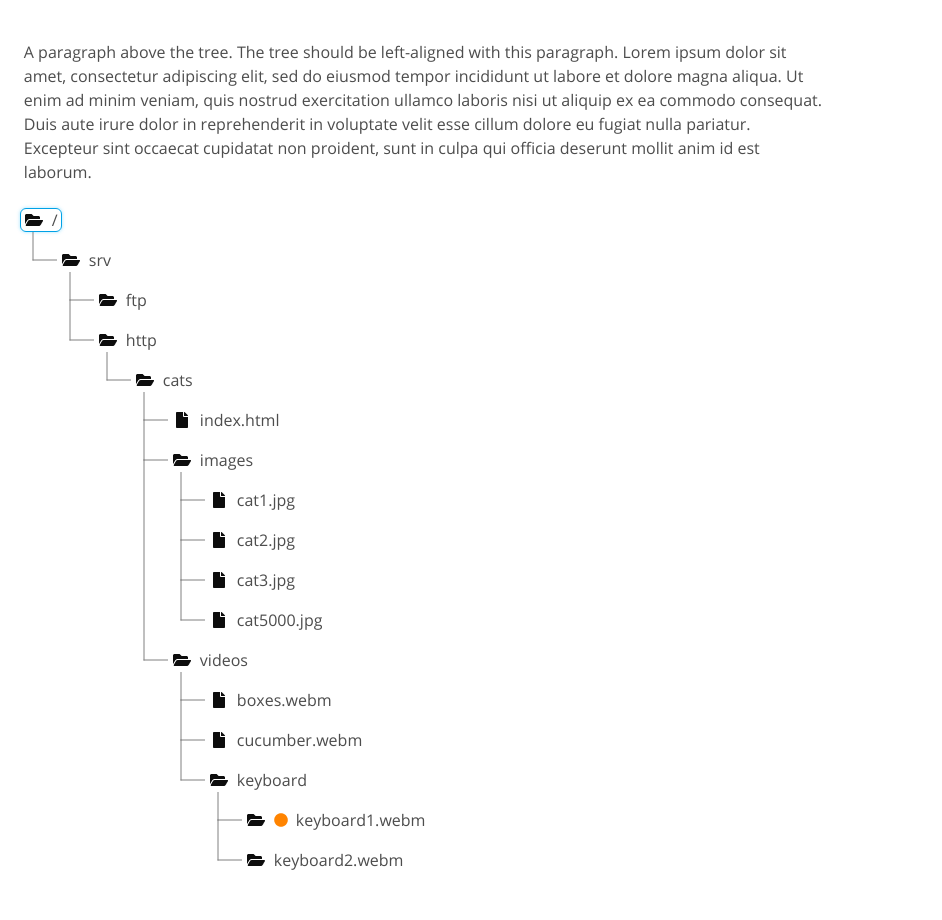 A paragraph above the tree. The tree should be left-aligned with this paragraph. Lorem ipsum dolor sit
amet, consectetur adipiscing elit, sed do eiusmod tempor incididunt ut labore et dolore magna aliqua. Ut
enim ad minim veniam, quis nostrud exercitation ullamco laboris nisi ut aliquip ex ea commodo consequat.
Duis aute irure dolor in reprehenderit in voluptate velit esse cillum dolore eu fugiat nulla pariatur.
Excepteur sint occaecat cupidatat non proident, sunt in culpa qui officia deserunt mollit anim id est
laborum.
/
srv
ftp
http
cats
index.html
images
cat1.jpg
cat2.jpg
cat3.jpg
cat5000.jpg
videos
boxes.webm
cucumber.webm
keyboard
keyboard1.webm
keyboard2.webm